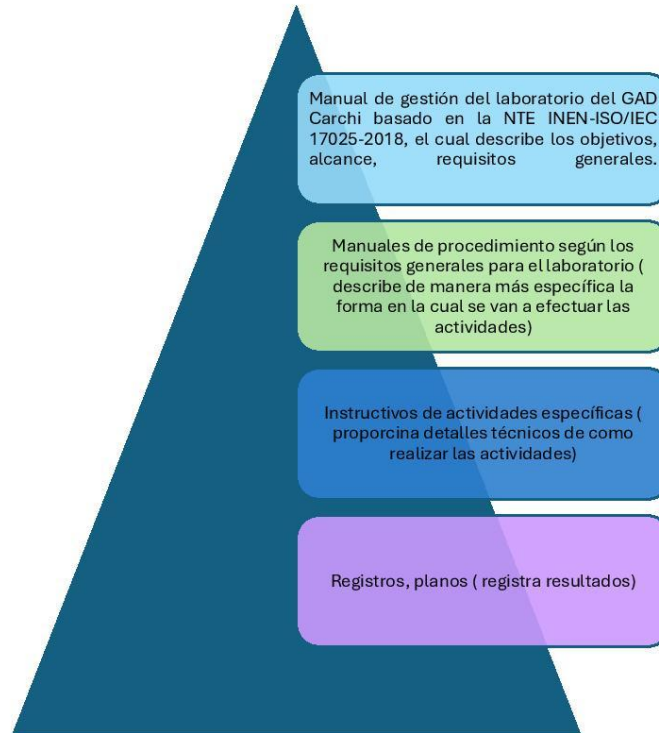 Manual de gestión del laboratorio del GAD
Carchi basado en la NTE INEN-ISO/IEC
17025-2018, el cual describe los objetivos,
alcance, requisitos generales.
Manuales de procedimiento según los
requisitos generales para el laboratorio (
describe de manera más específica la
forma en la cual se van a efectuar las
actividades)
Instructivos de actividades específicas (
proporcina detalles técnicos de como
realizar las actividades)
Registros, planos ( registra resultados)